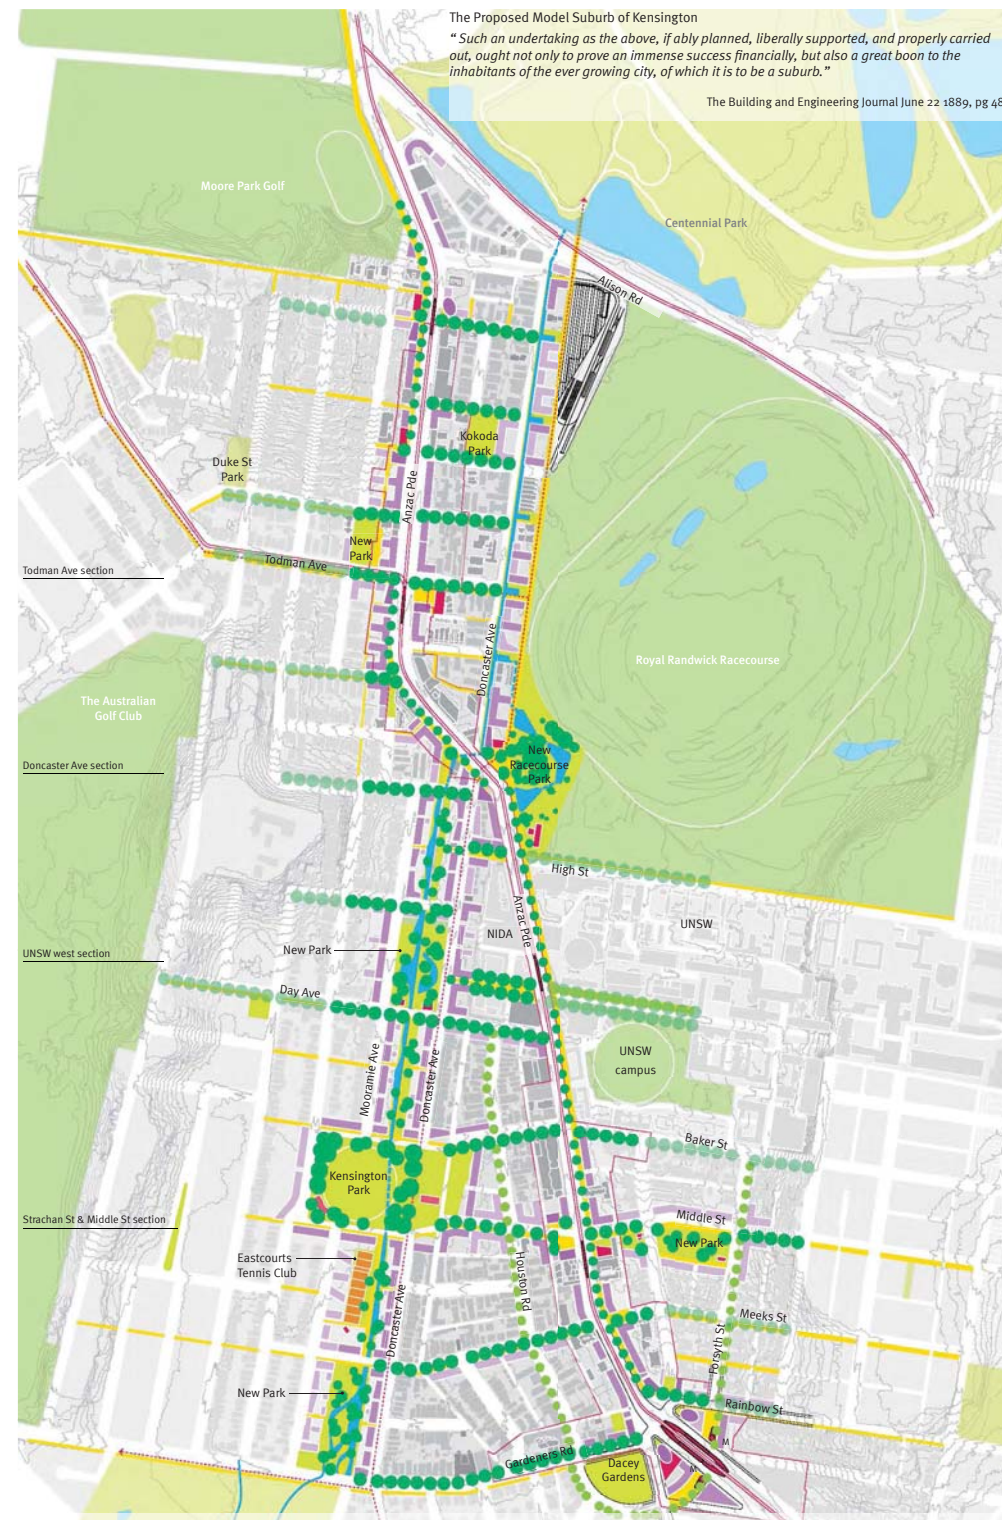 The Proposed Model Suburb of Kensington
“ Such an undertaking as the above, if ably planned, liberally supported, and properly carried
out, ought not only to prove an immense success financially, but also a great boon to the
inhabitants of the ever growing city, of which it is to be a suburb.”
The Building and Engineering Journal June 22 1889, pg 48
Moore Park Golf
Centennial Park
Alison Rd
Kokoda
Park
Duke St
Park
Anzac Pde
New
Park
Todman Ave
Todman Ave section
Doncaster Ave
Royal Randwick Racecourse
The Australian
Golf Club
New
Racecourse
Park
Doncaster Ave section
High St
Anzac Pde
NIDA
UNSW
New Park
UNSW west section
Day Ave
UNSW
campus
Mooramie Ave
Doncaster Ave
Baker St
Kensington
Park
Strachan St & Middle St section
Middle St
New Park
Eastcourts
Tennis Club
Houston Rd
Doncaster Ave
Meeks St
Forsyth St
New Park
Rainbow St
M
Gardeners Rd
Dacey
Gardens
M